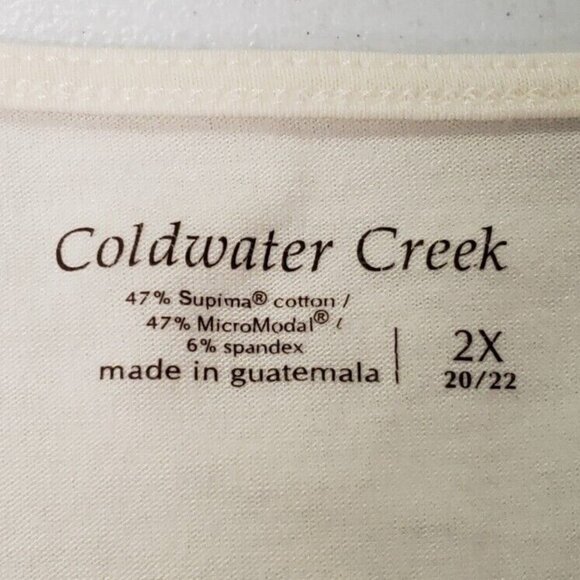 Coldwater Creek
47% Supima® cotton /
47% MicroModal® /
6% spandex
made in guatemala | 2X
20/22